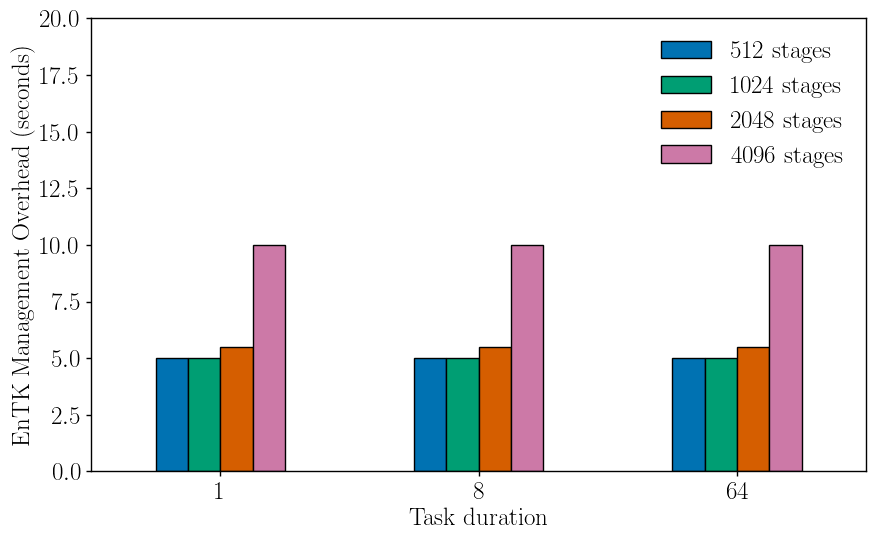 20.0
17.5
15.0
12.5
10.0
7.5
5.0
2.5
0.0
EnTK Management Overhead (seconds)
512 stages
1024 stages
2048 stages
4096 stages
1
8
64
Task duration